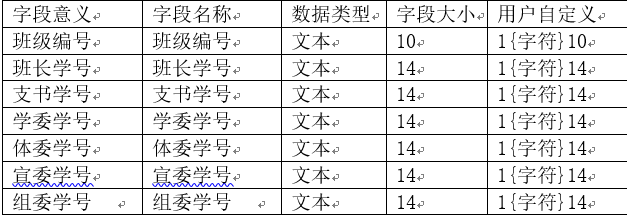 字段意义 字段名称 数据类型 字段大小 用户自定义
班级编号 班级编号 文本 10 1{字符}10
班长学号 班长学号 文本 14 1{字符}14
支书学号 支书学号 文本 14 1{字符}14
学委学号 学委学号 文本 14 1{字符}14
体委学号 体委学号 文本 14 1{字符}14
宣委学号 宣委学号 文本 14 1{字符}14
组委学号 组委学号 文本 14 1{字符}14